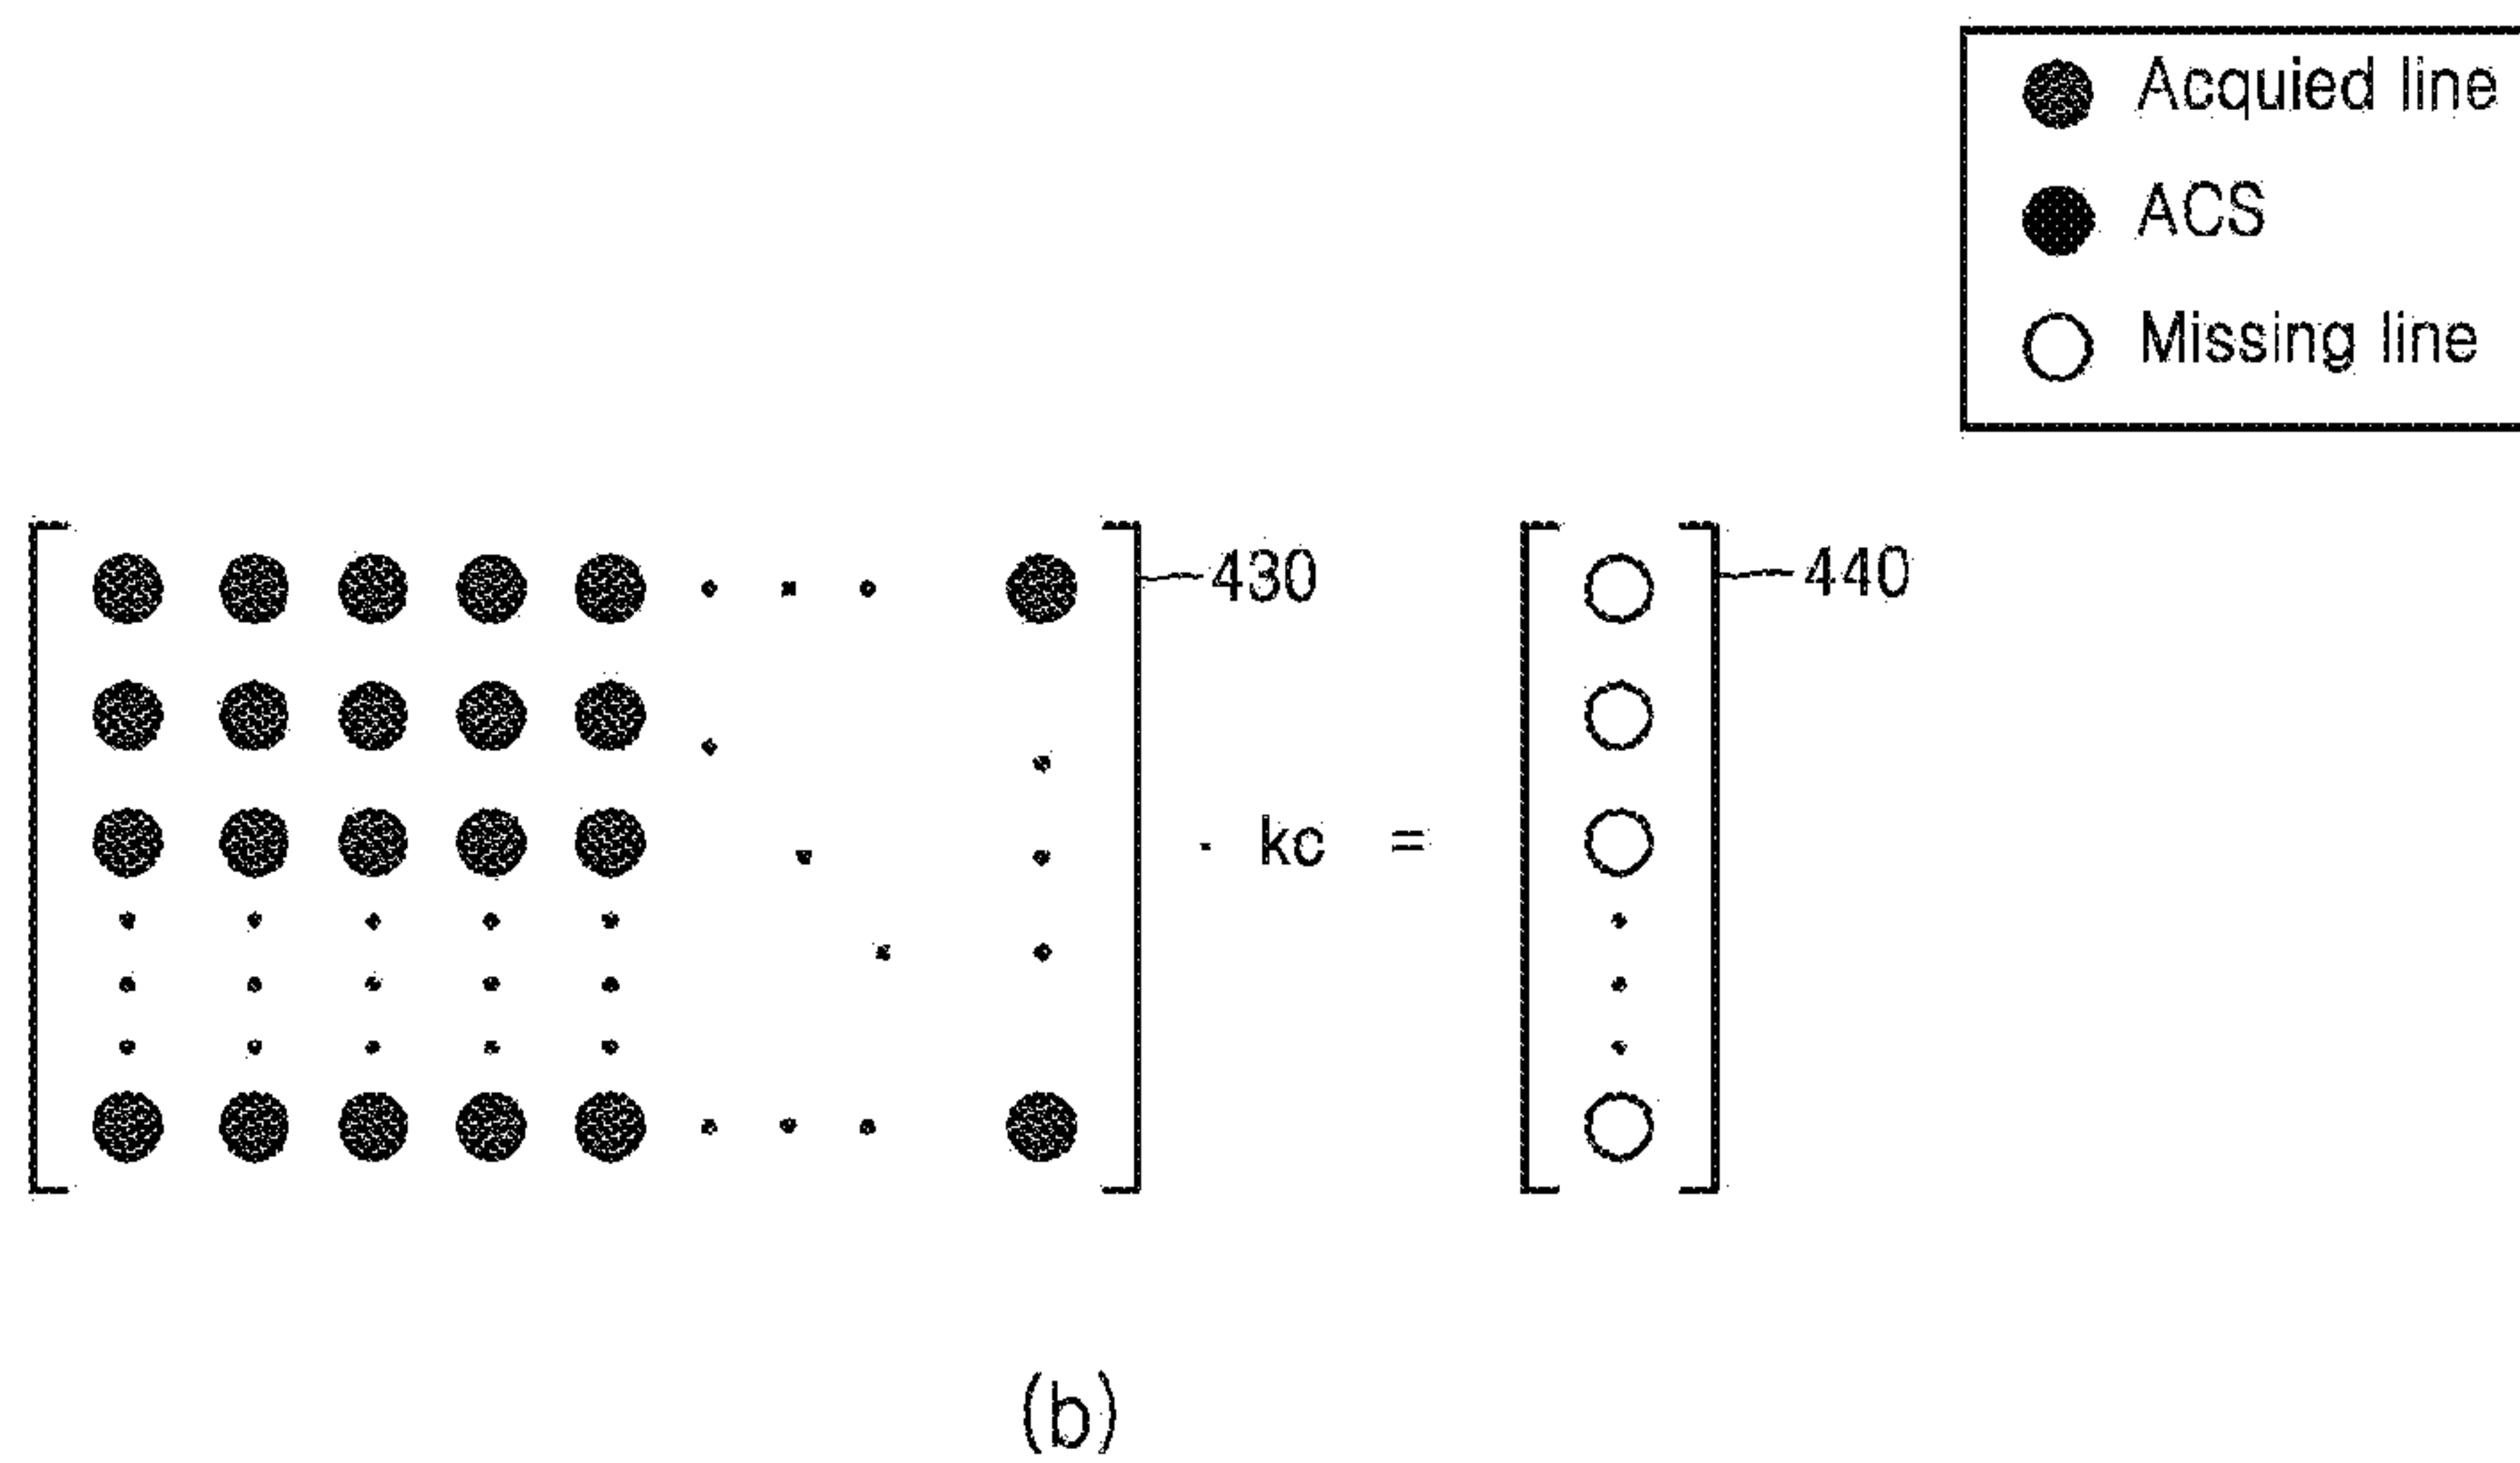 Acquied line
ACS
Missing line
430
440
· kc =
(b)